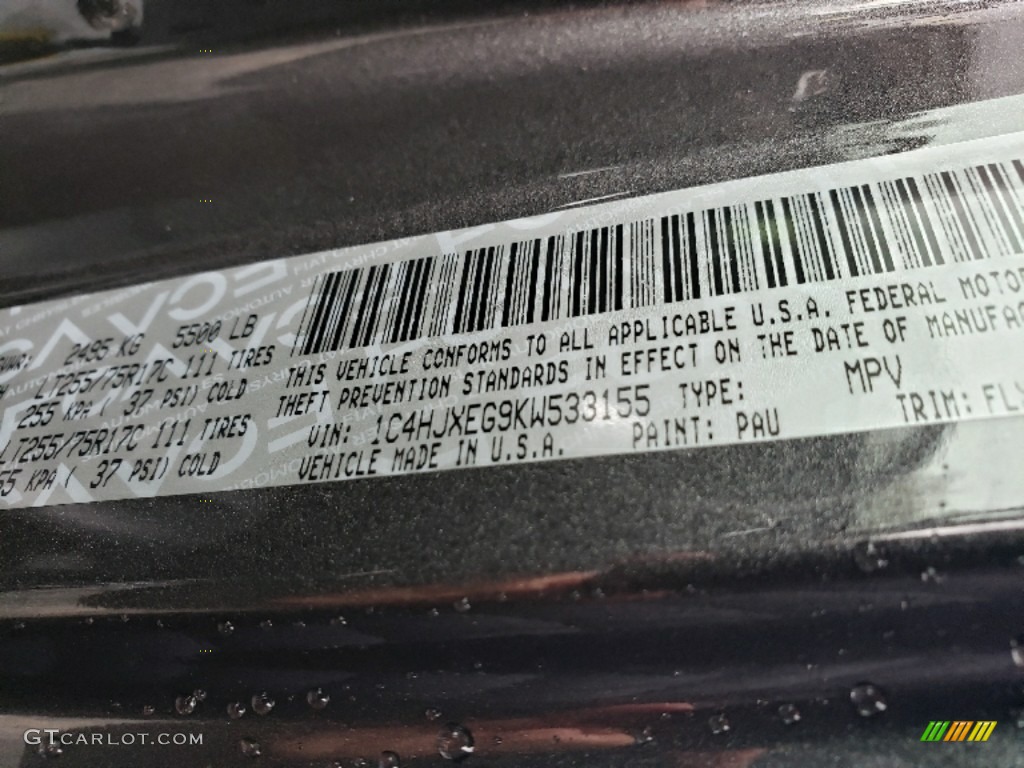 2495 KG 5500 LB
LT255/75R17C 111 TIRES
255 KPA ( 37 PSI) COLD
LT255/75R17C 111 TIRES
55 KPA ( 37 PSI) COLD
THIS VEHICLE CONFORMS TO ALL APPLICABLE U.S.A. FEDERAL MOTOR
THEFT PREVENTION STANDARDS IN EFFECT ON THE DATE OF MANUFAC
VIN: 1C4HJXEG9KW533155 TYPE: MPV
VEHICLE MADE IN U.S.A. PAINT: PAU TRIM: FL
GTCARLOT.COM